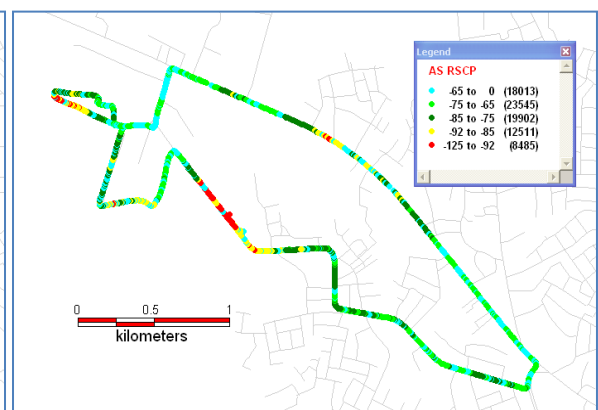 Legend
AS RSCP
-65 to 0 (18013)
-75 to -65 (23545)
-85 to -75 (19902)
-92 to -85 (12511)
-125 to -92 (8485)
0 0.5 1
kilometers